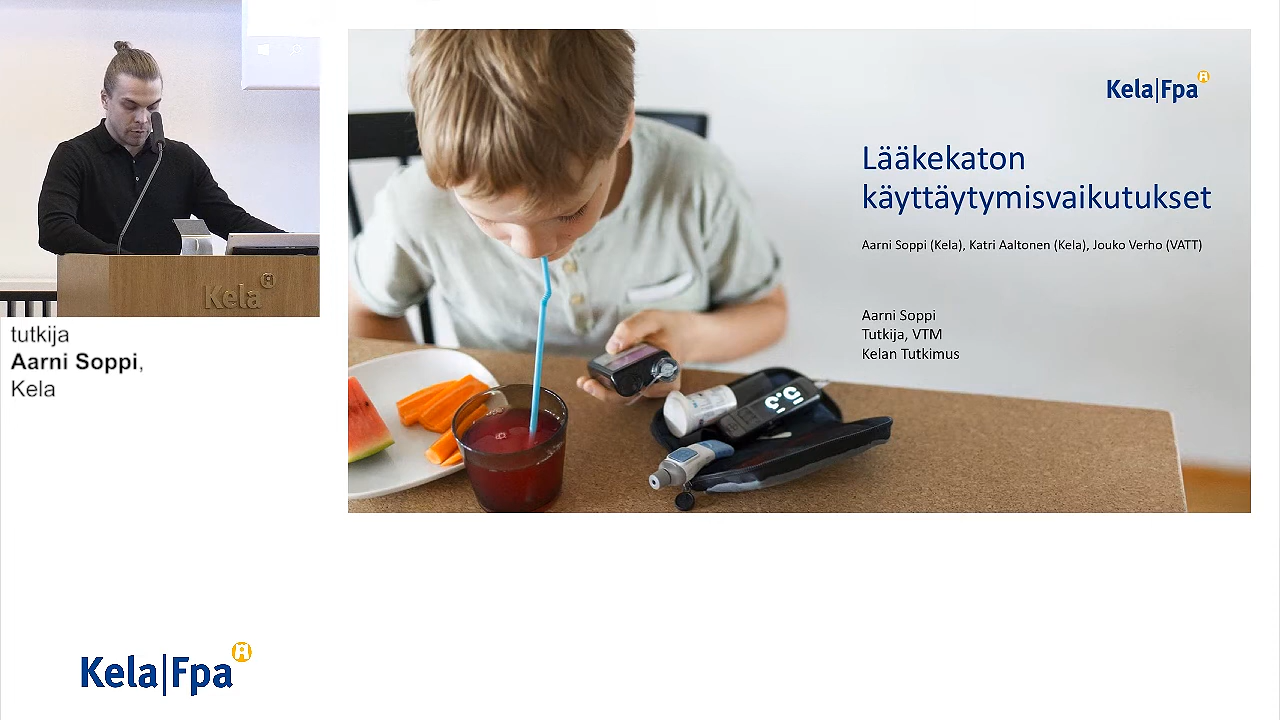 Kela
tutkija
Aarni Soppi,
Kela
Kela|Fpa
Kela|Fpa
Lääkekaton
käyttäytymisvaikutukset
Aarni Soppi (Kela), Katri Aaltonen (Kela), Jouko Verho (VATT)
Aarni Soppi
Tutkija, VTM
Kelan Tutkimus